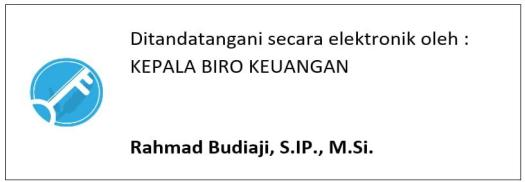 Ditandatangani secara elektronik oleh :
KEPALA BIRO KEUANGAN
Rahmad Budiaji, S.IP., M.Si.